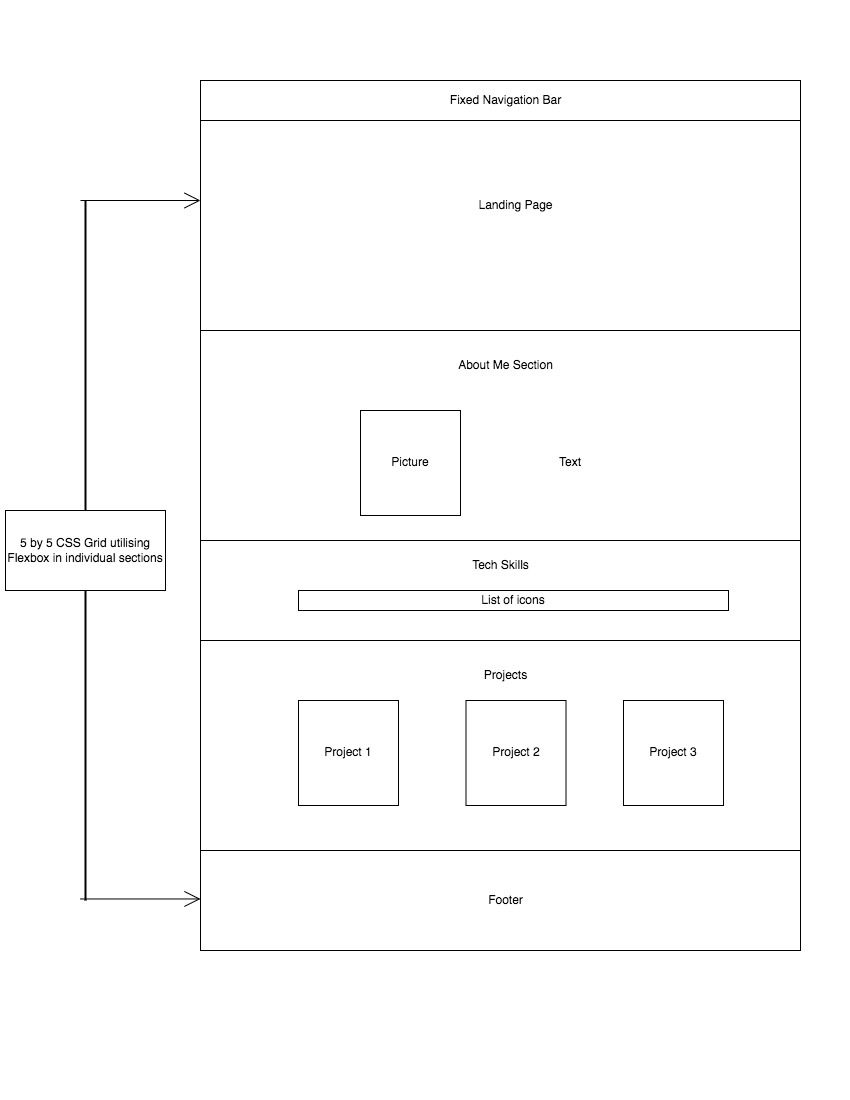 Fixed Navigation Bar
Landing Page
About Me Section
Picture
Text
5 by 5 CSS Grid utilising
Flexbox in individual sections
Tech Skills
List of icons
Projects
Project 1
Project 2
Project 3
Footer